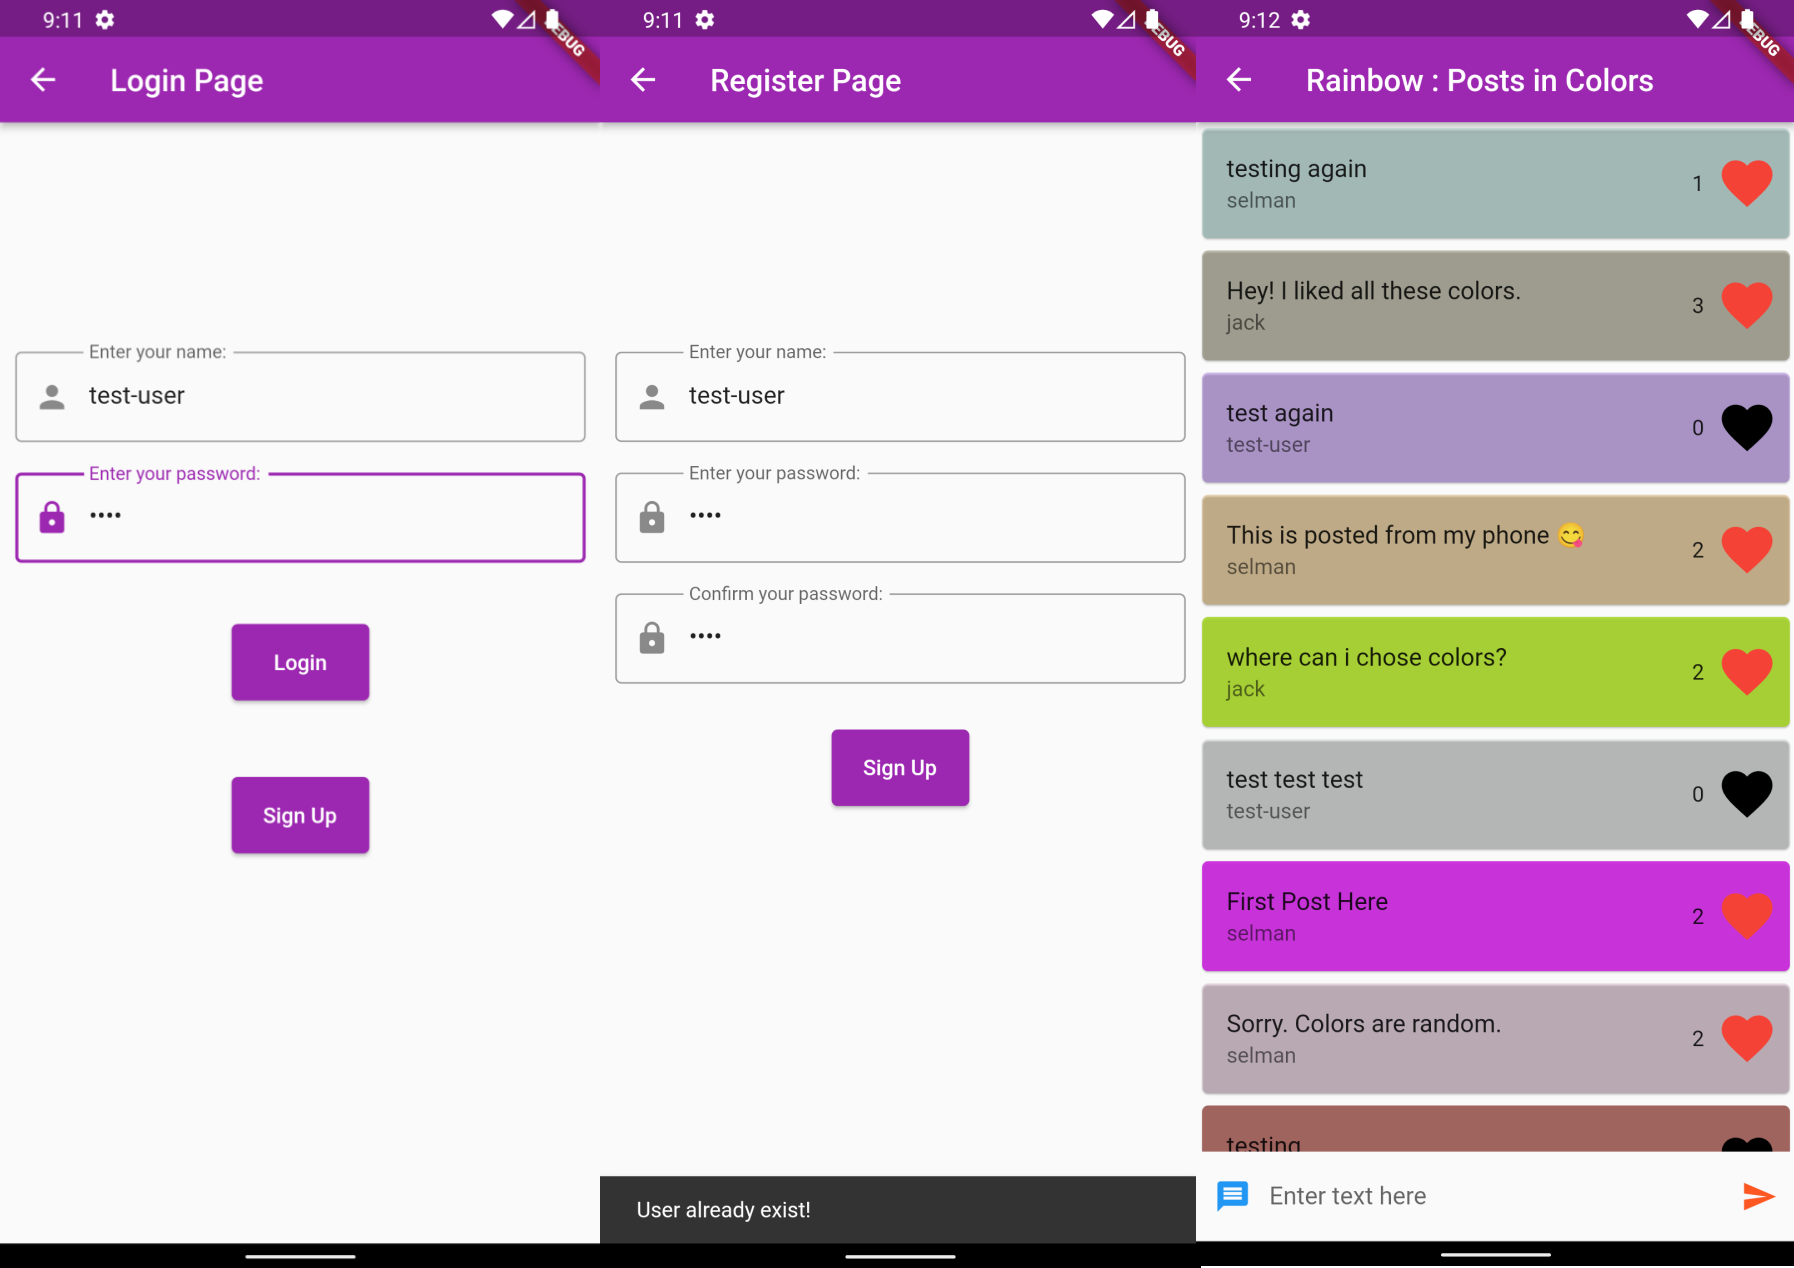 9:11
Login Page
Enter your name:
test-user
Enter your password:
••••
Login
Sign Up
9:11
Register Page
Enter your name:
test-user
Enter your password:
••••
Confirm your password:
••••
Sign Up
User already exist!
9:12
Rainbow : Posts in Colors
testing again
selman
1
Hey! I liked all these colors.
jack
3
test again
test-user
0
This is posted from my phone 😋
selman
2
where can i chose colors?
jack
2
test test test
test-user
0
First Post Here
selman
2
Sorry. Colors are random.
selman
2
testing
Enter text here